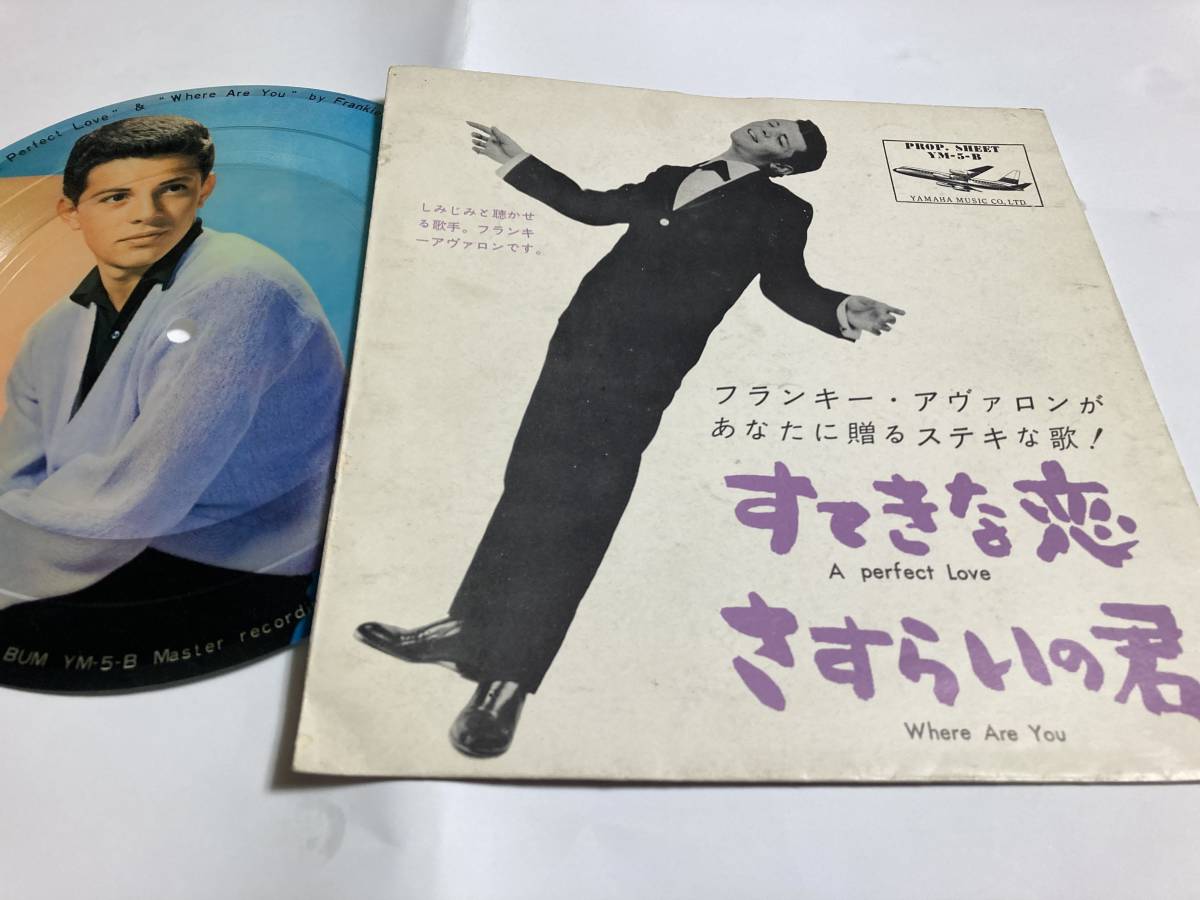 Perfect Love" & "Where Are You" by Frankie
BUM YM-5-B Master recordi
PROP. SHEET
YM-5-B
YAMAHA MUSIC CO. LTD
しみじみと聴かせ
る歌手。フランキ
ーアヴァロンです。
フランキー・アヴァロンが
あなたに贈るステキな歌!
すてきな恋
A perfect Love
さすらいの君
Where Are You